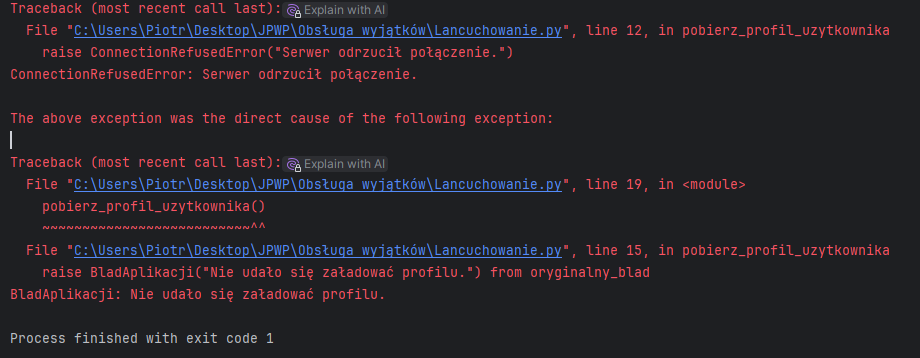 Traceback (most recent call last): Explain with AI
  File "C:\Users\Piotr\Desktop\JPWP\Obsługa wyjątków\Lancuchowanie.py", line 12, in pobierz_profil_uzytkownika
    raise ConnectionRefusedError("Serwer odrzucił połączenie.")
ConnectionRefusedError: Serwer odrzucił połączenie.

The above exception was the direct cause of the following exception:

Traceback (most recent call last): Explain with AI
  File "C:\Users\Piotr\Desktop\JPWP\Obsługa wyjątków\Lancuchowanie.py", line 19, in <module>
    pobierz_profil_uzytkownika()
    ~~~~~~~~~~~~~~~~~~~~~~~~~~^^
  File "C:\Users\Piotr\Desktop\JPWP\Obsługa wyjątków\Lancuchowanie.py", line 15, in pobierz_profil_uzytkownika
    raise BladAplikacji("Nie udało się załadować profilu.") from oryginalny_blad
BladAplikacji: Nie udało się załadować profilu.

Process finished with exit code 1